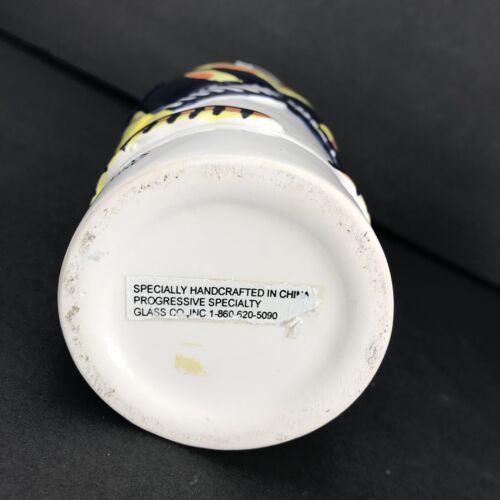 SPECIALLY HANDCRAFTED IN CHINA
PROGRESSIVE SPECIALTY
GLASS CO.,INC 1-860-620-5090